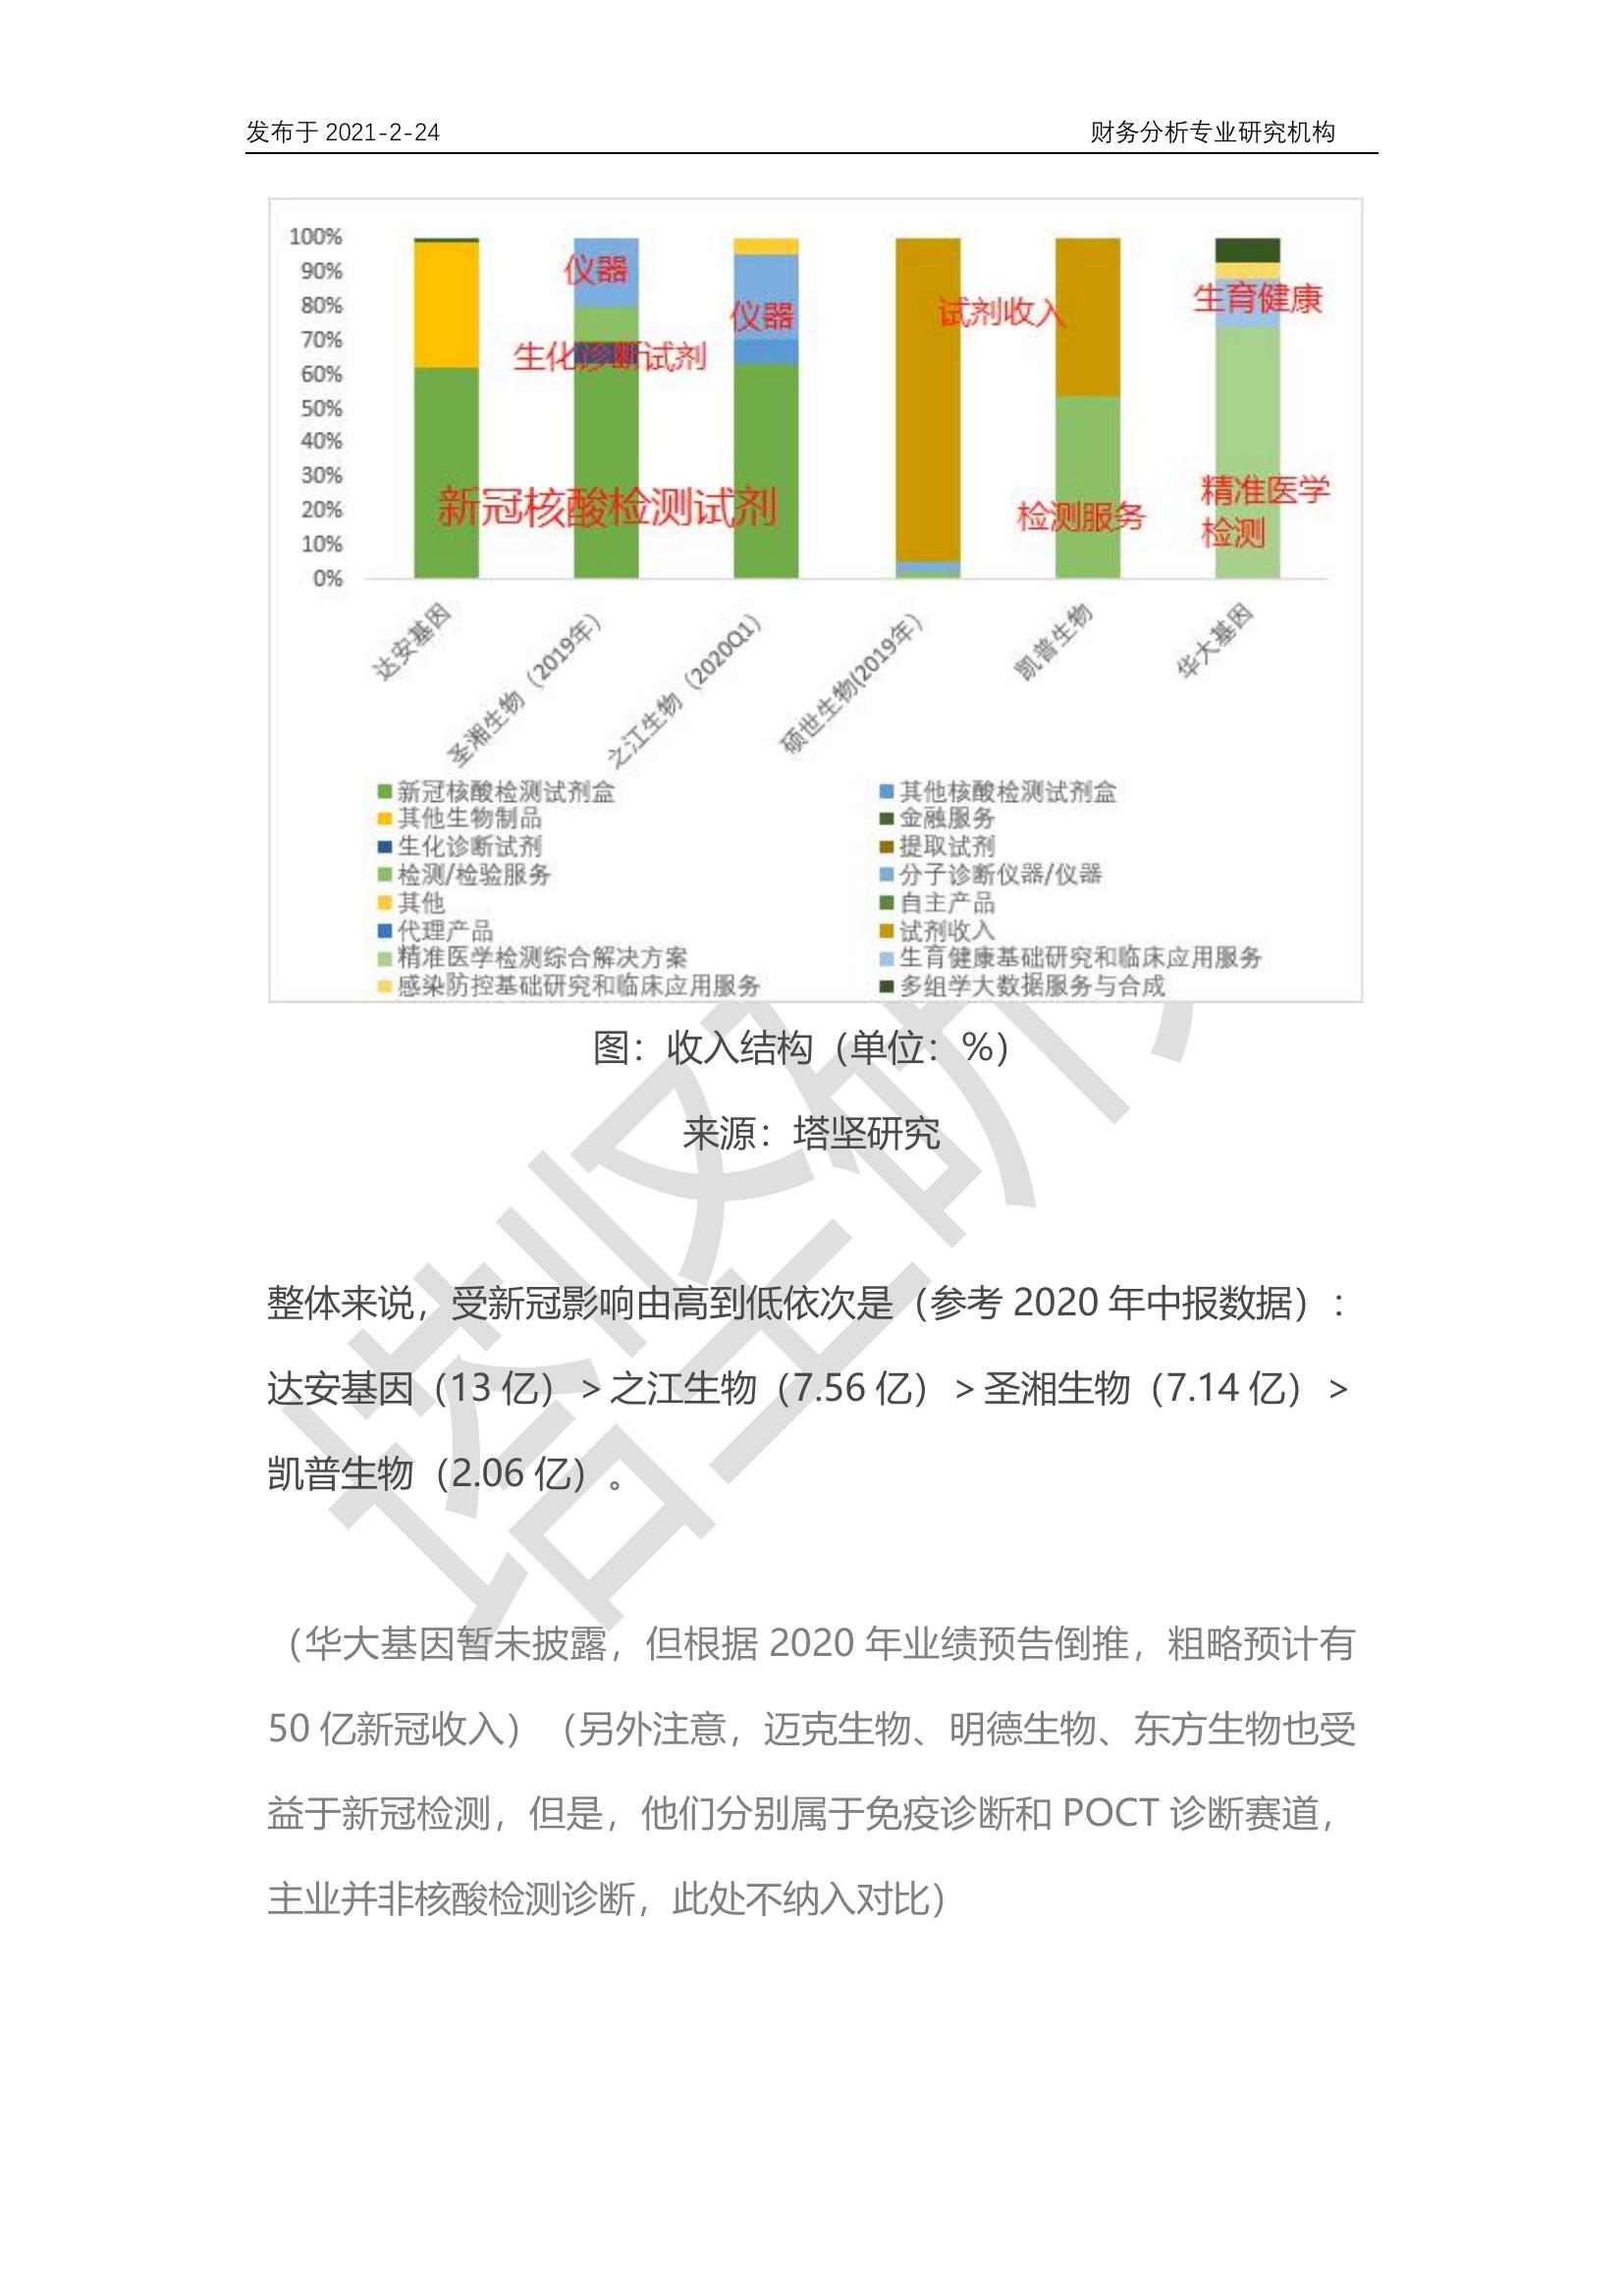 发布于 2021-2-24
财务分析专业研究机构
100%
90%
80%
70%
60%
50%
40%
30%
20%
10%
0%
仪器
生化诊断试剂
仪器
试剂收入
生育健康
新冠核酸检测试剂
检测服务
精准医学
检测
达安基因
圣湘生物（2019年）
之江生物（2020Q1）
硕世生物(2019年）
凯普生物
华大基因
新冠核酸检测试剂盒
其他核酸检测试剂盒
其他生物制品
金融服务
生化诊断试剂
提取试剂
检测/检验服务
分子诊断仪器/仪器
其他
自主产品
代理产品
试剂收入
精准医学检测综合解决方案
生育健康基础研究和临床应用服务
感染防控基础研究和临床应用服务
多组学大数据服务与合成
图：收入结构（单位：%）
来源：塔坚研究
整体来说，受新冠影响由高到低依次是（参考 2020 年中报数据）：
达安基因（13 亿）＞之江生物（7.56 亿）＞圣湘生物（7.14 亿）＞
凯普生物（2.06 亿）。
（华大基因暂未披露，但根据 2020 年业绩预告倒推，粗略预计有
50 亿新冠收入）（另外注意，迈克生物、明德生物、东方生物也受
益于新冠检测，但是，他们分别属于免疫诊断和 POCT 诊断赛道，
主业并非核酸检测诊断，此处不纳入对比）
塔坚研